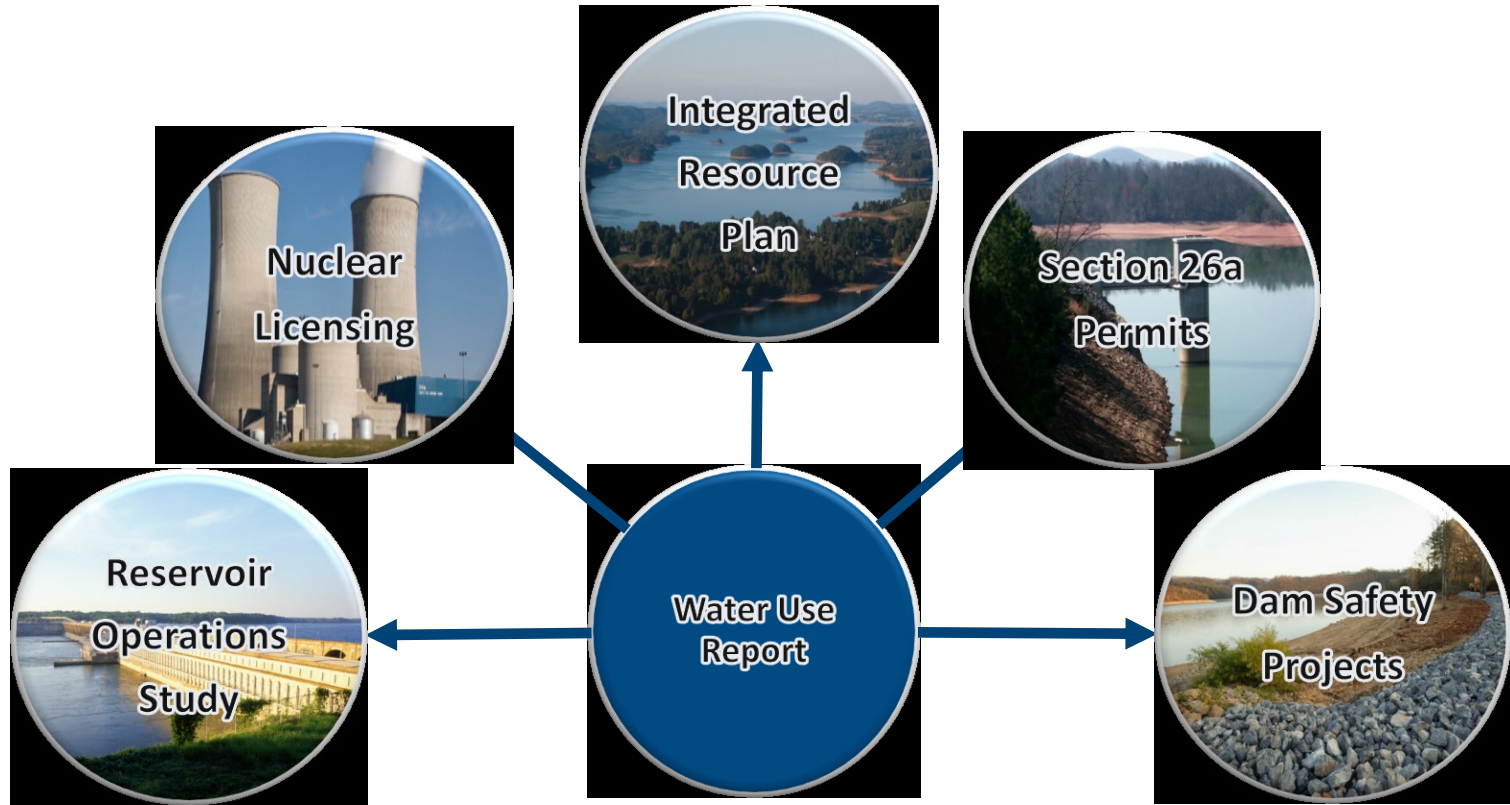 Integrated
Resource
Plan
Nuclear
Licensing
Section 26a
Permits
Reservoir
Operations
Study
Water Use
Report
Dam Safety
Projects